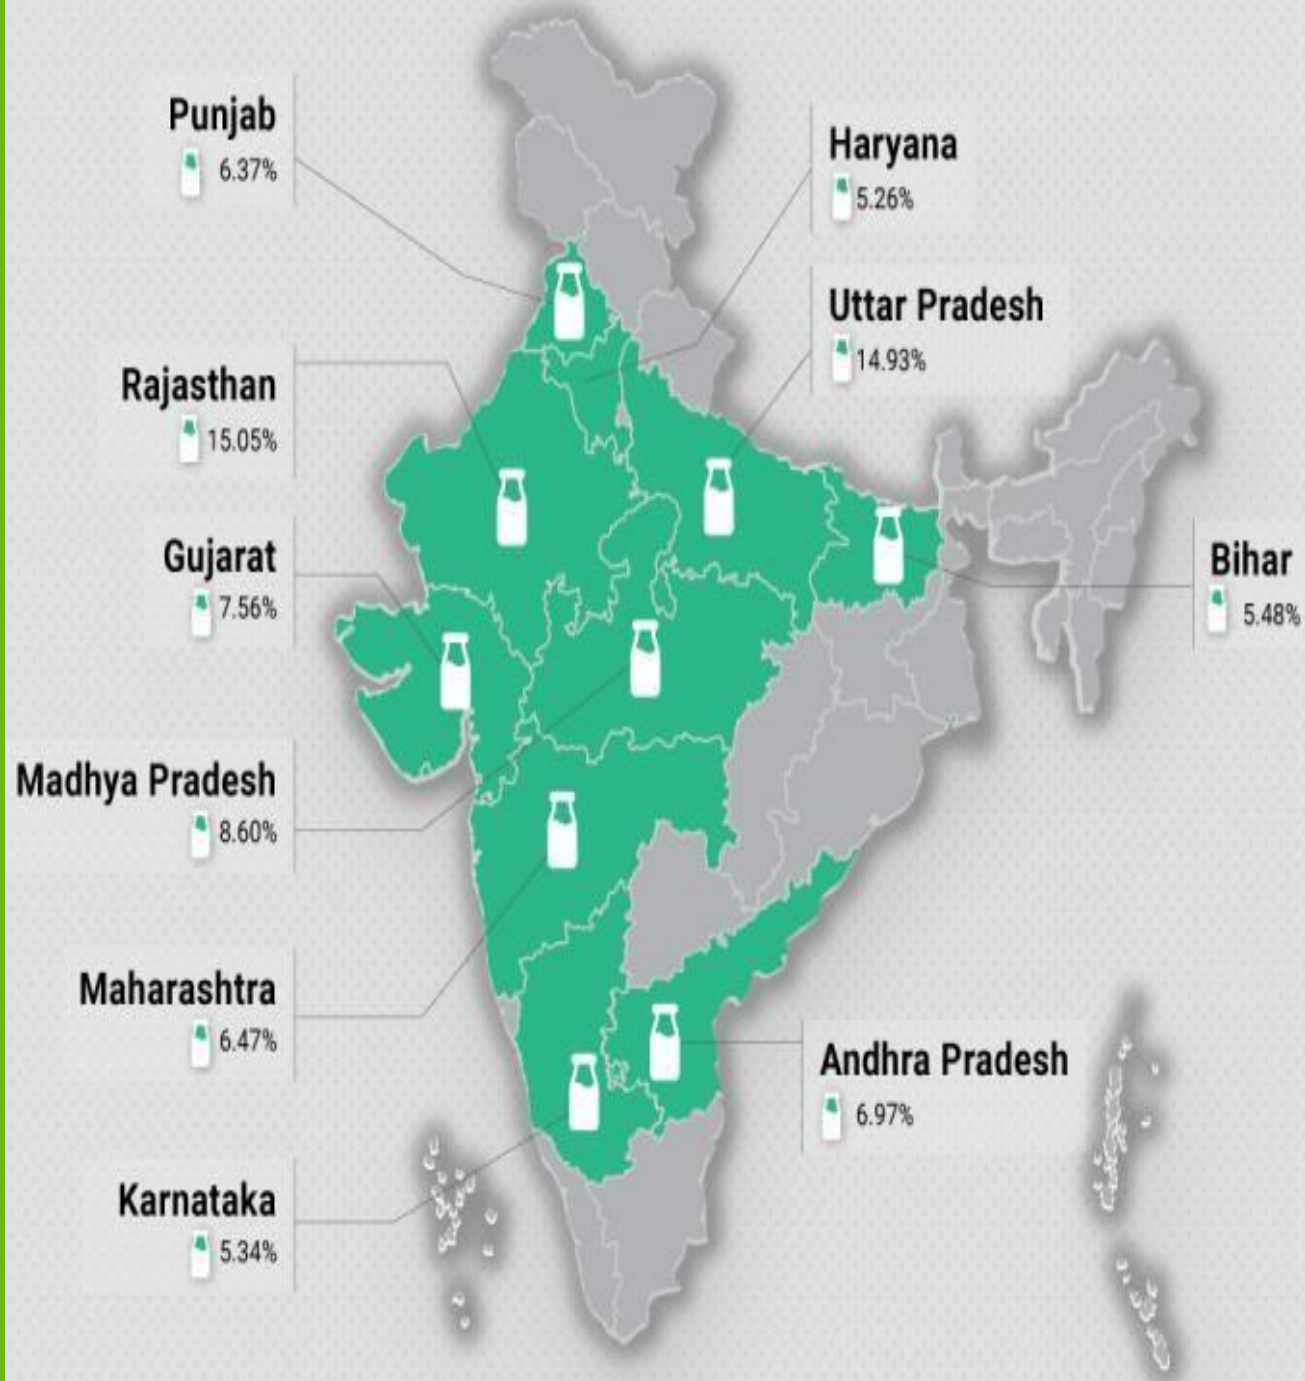 Punjab
6.37%
Haryana
5.26%
Uttar Pradesh
14.93%
Rajasthan
15.05%
Gujarat
7.56%
Bihar
5.48%
Madhya Pradesh
8.60%
Maharashtra
6.47%
Andhra Pradesh
6.97%
Karnataka
5.34%